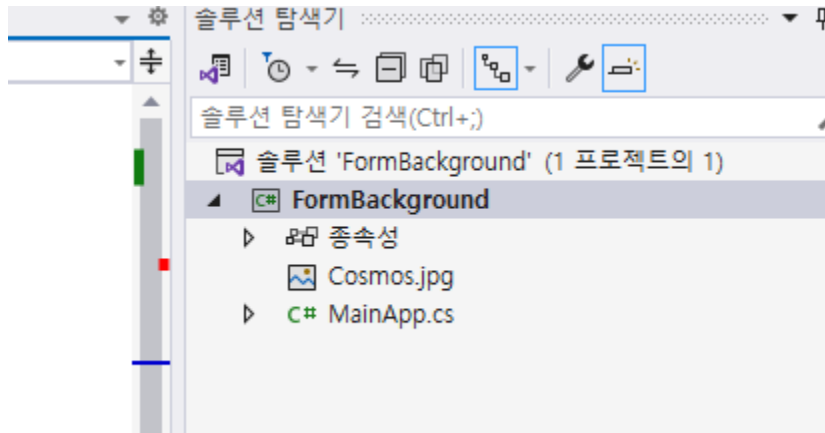 솔루션 탐색기
솔루션 탐색기 검색(Ctrl+;)
솔루션 'FormBackground' (1 프로젝트의 1)
C# FormBackground
종속성
Cosmos.jpg
C# MainApp.cs